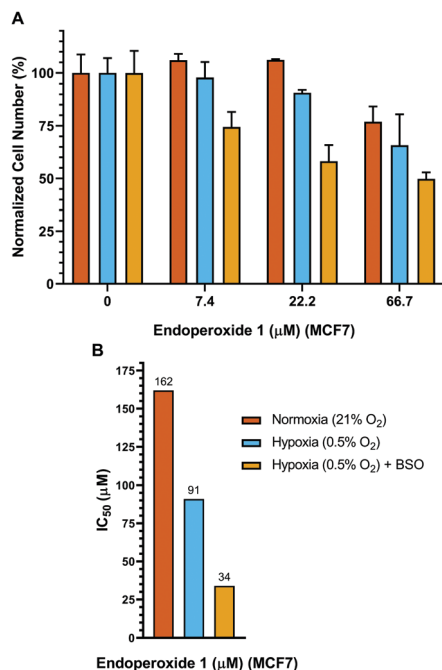 A
Normalized Cell Number (%)
125
100
75
50
25
0
0 7.4 22.2 66.7
Endoperoxide 1 (μM) (MCF7)
B
IC50 (μM)
175
150
125
100
75
50
25
0
162
91
34
Normoxia (21% O2)
Hypoxia (0.5% O2)
Hypoxia (0.5% O2) + BSO
Endoperoxide 1 (μM) (MCF7)